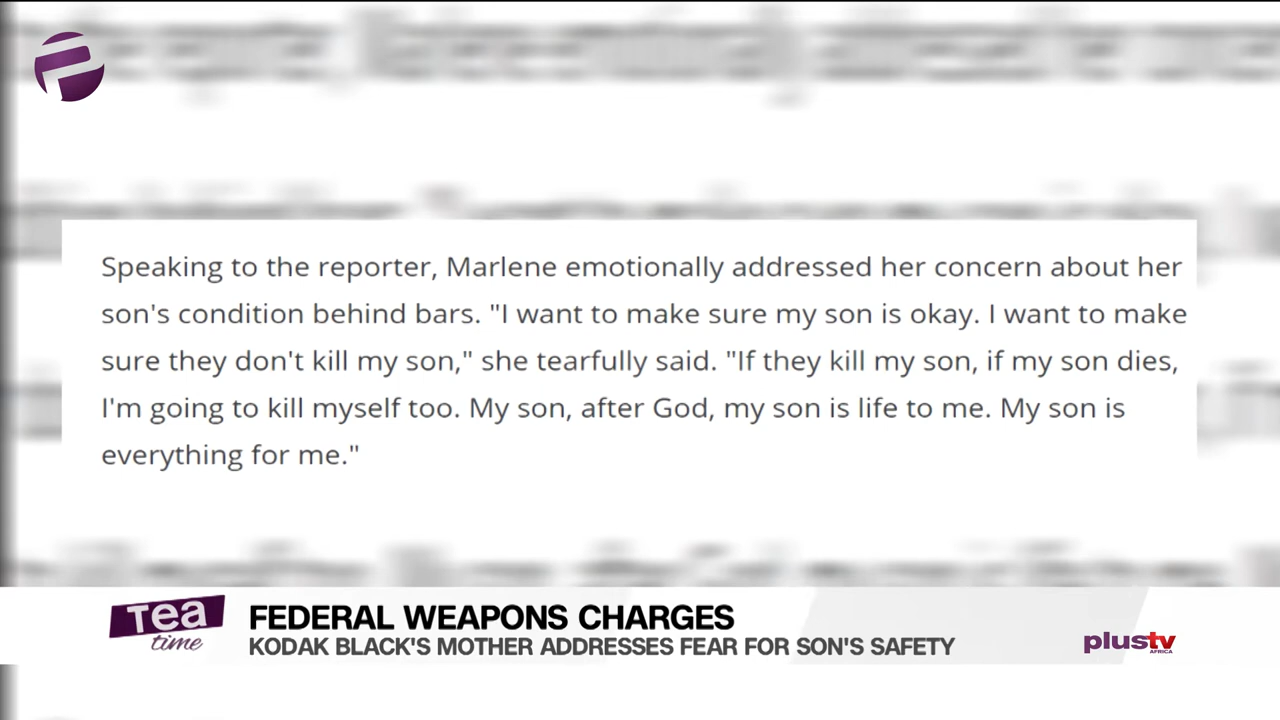 Speaking to the reporter, Marlene emotionally addressed her concern about her
son's condition behind bars. "I want to make sure my son is okay. I want to make
sure they don't kill my son," she tearfully said. "If they kill my son, if my son dies,
I'm going to kill myself too. My son, after God, my son is life to me. My son is
everything for me."
Tea
time
FEDERAL WEAPONS CHARGES
KODAK BLACK'S MOTHER ADDRESSES FEAR FOR SON'S SAFETY
plustv
AFRICA